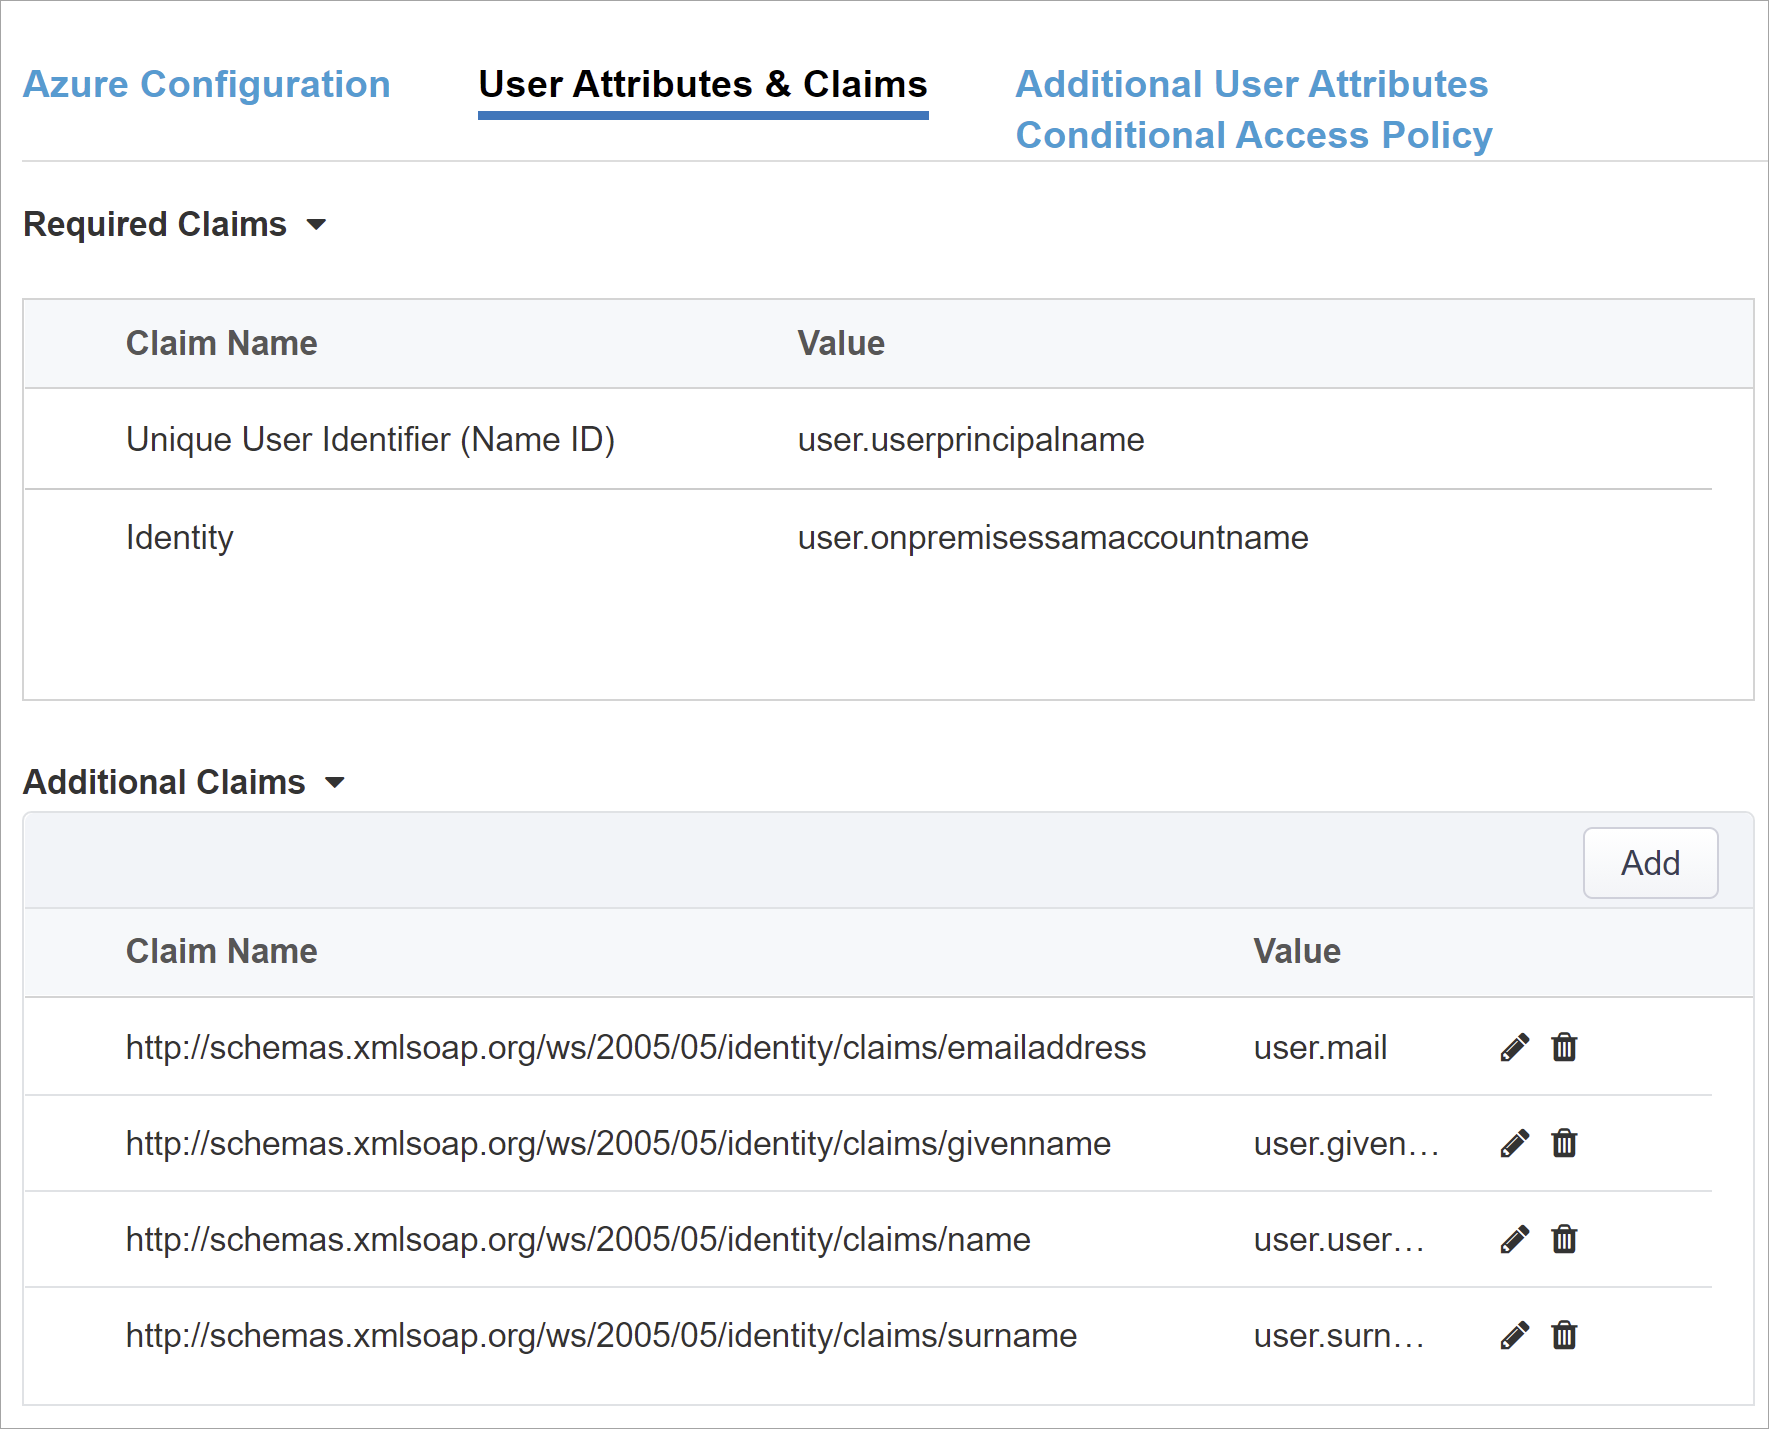 Azure Configuration
User Attributes & Claims
Additional User Attributes
Conditional Access Policy
Required Claims
Claim Name Value
Unique User Identifier (Name ID) user.userprincipalname
Identity user.onpremisessamaccountname
Additional Claims
Add
Claim Name Value
http://schemas.xmlsoap.org/ws/2005/05/identity/claims/emailaddress user.mail
http://schemas.xmlsoap.org/ws/2005/05/identity/claims/givenname user.given…
http://schemas.xmlsoap.org/ws/2005/05/identity/claims/name user.user…
http://schemas.xmlsoap.org/ws/2005/05/identity/claims/surname user.surn…